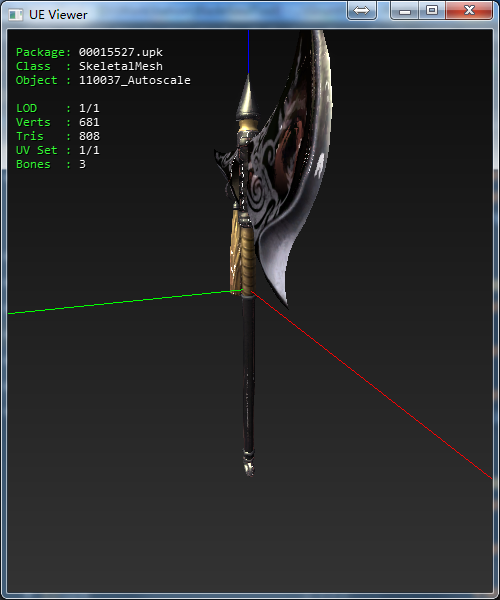 UE Viewer
Package: 00015527.upk
Class  : SkeletalMesh
Object : 110037_Autoscale
LOD    : 1/1
Verts  : 681
Tris   : 808
UV Set : 1/1
Bones  : 3